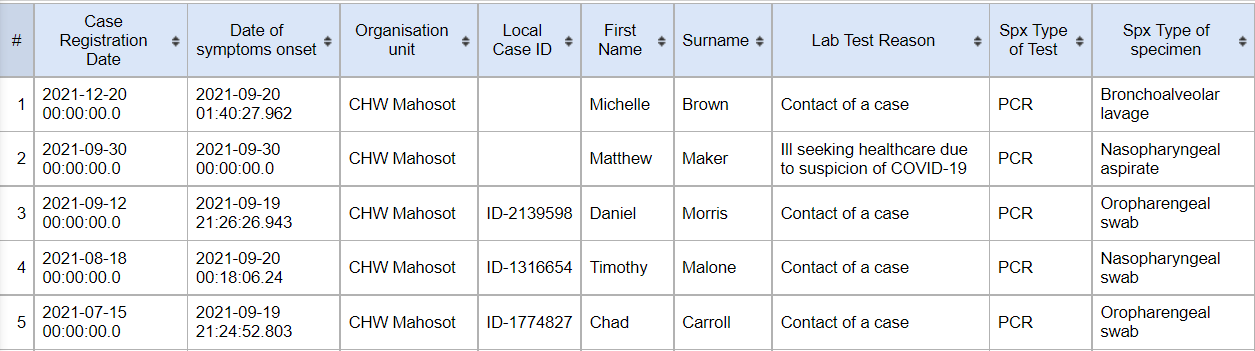 # Case Registration Date Date of symptoms onset Organisation unit Local Case ID First Name Surname Lab Test Reason Spx Type of Test Spx Type of specimen
1 2021-12-20 00:00:00.0 2021-09-20 01:40:27.962 CHW Mahosot Michelle Brown Contact of a case PCR Bronchoalveolar lavage
2 2021-09-30 00:00:00.0 2021-09-30 00:00:00.0 CHW Mahosot Matthew Maker Ill seeking healthcare due to suspicion of COVID-19 PCR Nasopharyngeal aspirate
3 2021-09-12 00:00:00.0 2021-09-19 21:26:26.943 CHW Mahosot ID-2139598 Daniel Morris Contact of a case PCR Oropharengeal swab
4 2021-08-18 00:00:00.0 2021-09-20 00:18:06.24 CHW Mahosot ID-1316654 Timothy Malone Contact of a case PCR Nasopharyngeal swab
5 2021-07-15 00:00:00.0 2021-09-19 21:24:52.803 CHW Mahosot ID-1774827 Chad Carroll Contact of a case PCR Oropharengeal swab